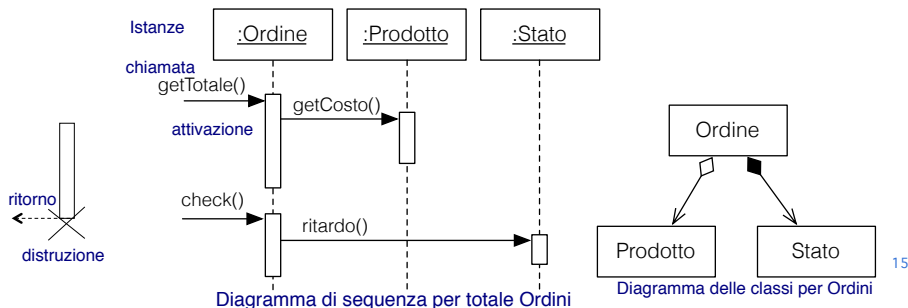 Istanze
:Ordine
:Prodotto
:Stato
chiamata
getTotale()
getCosto()
attivazione
Ordine
ritorno
check()
ritardo()
distruzione
Prodotto
Stato
15
Diagramma di sequenza per totale Ordini
Diagramma delle classi per Ordini